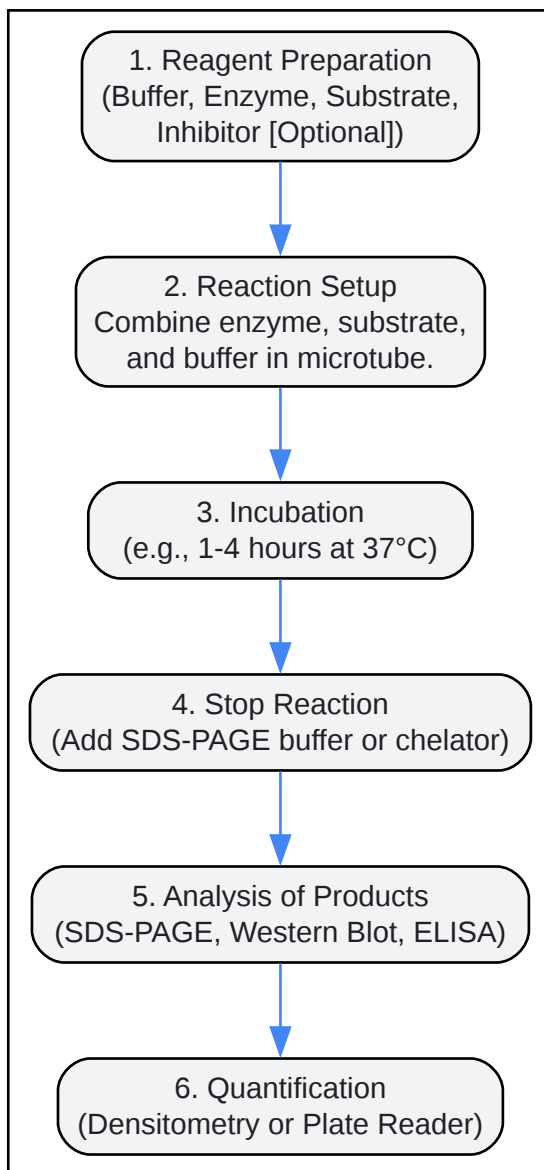 1. Reagent Preparation
(Buffer, Enzyme, Substrate,
Inhibitor [Optional])
2. Reaction Setup
Combine enzyme, substrate,
and buffer in microtube.
3. Incubation
(e.g., 1-4 hours at 37°C)
4. Stop Reaction
(Add SDS-PAGE buffer or chelator)
5. Analysis of Products
(SDS-PAGE, Western Blot, ELISA)
6. Quantification
(Densitometry or Plate Reader)